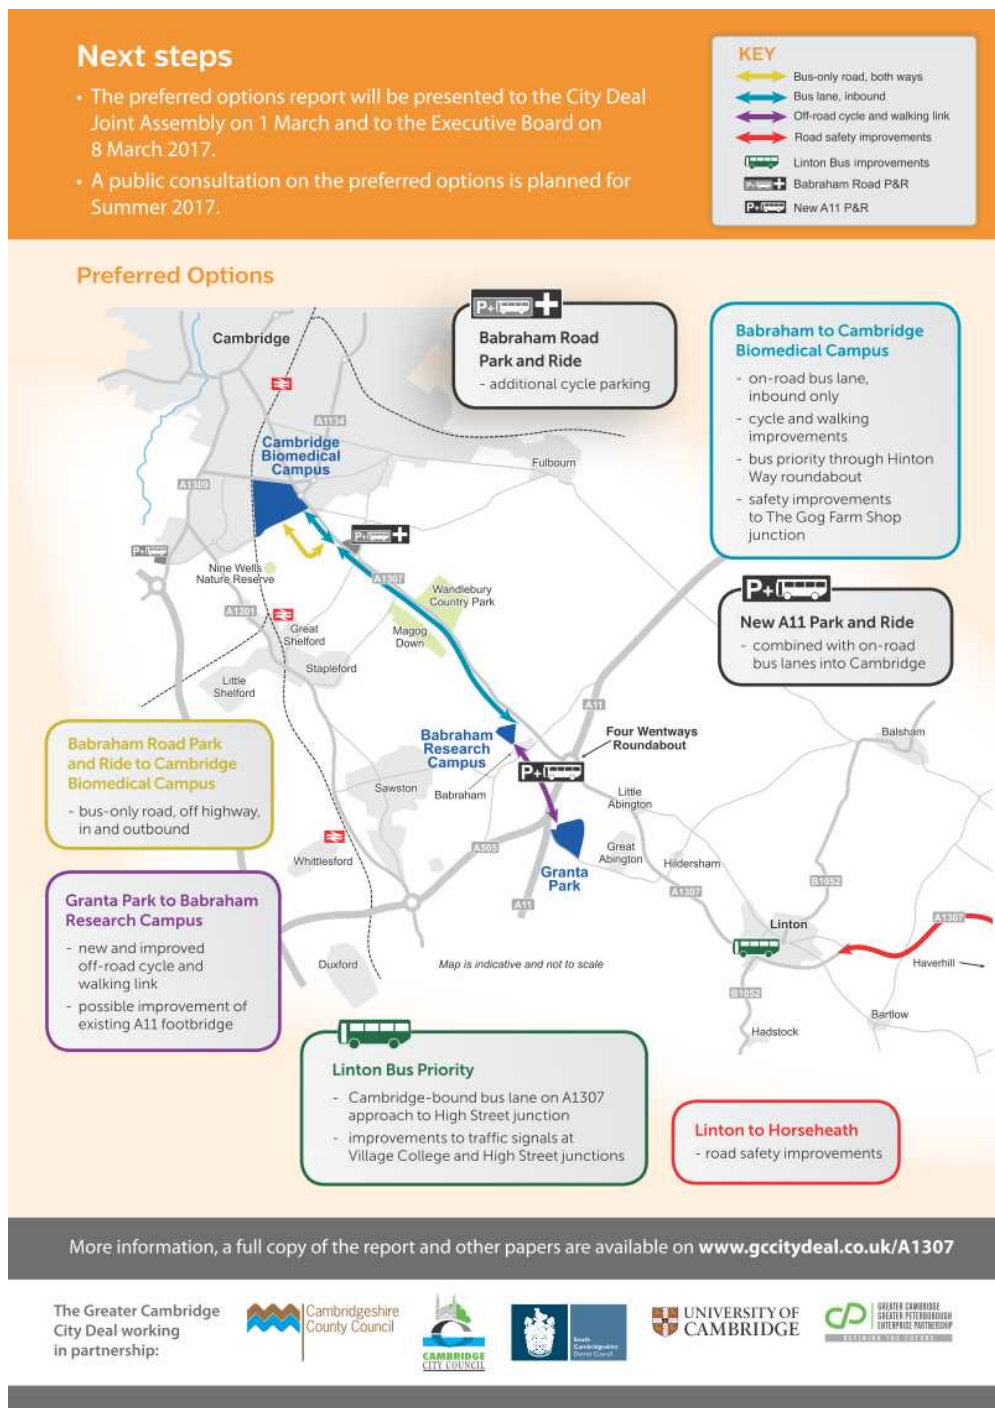 Next steps
• The preferred options report will be presented to the City Deal
Joint Assembly on 1 March and to the Executive Board on
8 March 2017.
• A public consultation on the preferred options is planned for
Summer 2017.
KEY
Bus-only road, both ways
Bus lane, inbound
Off-road cycle and walking link
Road safety improvements
Linton Bus improvements
P+ + Babraham Road P&R
P+ New A11 P&R
Preferred Options
P+ +
Babraham Road
Park and Ride
- additional cycle parking
Babraham to Cambridge
Biomedical Campus
- on-road bus lane,
inbound only
- cycle and walking
improvements
- bus priority through Hinton
Way roundabout
- safety improvements
to The Gog Farm Shop
junction
P+
New A11 Park and Ride
- combined with on-road
bus lanes into Cambridge
Cambridge
A1134
Cambridge
Biomedical
Campus
Fulbourn
A1309
P+ +
P+
Nine Wells
Nature Reserve
A1307
Wandlebury
Country Park
A1301
Great
Shelford
Magog
Down
Stapleford
Little
Shelford
A11
Babraham
Research
Campus
Four Wentways
Roundabout
Balsham
P+
Sawston
Babraham
Little
Abington
A505
Great
Abington
Hildersham
Whittlesford
Granta
Park
A1307
B1052
A11
Linton
A1307
Duxford
Map is indicative and not to scale
Haverhill
B1052
Bartlow
Hadstock
Babraham Road Park
and Ride to Cambridge
Biomedical Campus
- bus-only road, off highway,
in and outbound
Granta Park to Babraham
Research Campus
- new and improved
off-road cycle and
walking link
- possible improvement of
existing A11 footbridge
Linton Bus Priority
- Cambridge-bound bus lane on A1307
approach to High Street junction
- improvements to traffic signals at
Village College and High Street junctions
Linton to Horseheath
- road safety improvements
More information, a full copy of the report and other papers are available on www.gccitydeal.co.uk/A1307
The Greater Cambridge
City Deal working
in partnership:
Cambridgeshire
County Council
CAMBRIDGE
CITY COUNCIL
South
Cambridgeshire
District Council
UNIVERSITY OF
CAMBRIDGE
GREATER CAMBRIDGE
GREATER PETERBOROUGH
ENTERPRISE PARTNERSHIP
DEFINING THE FUTURE